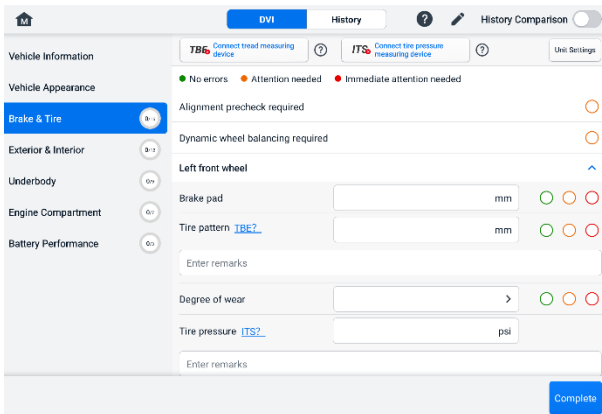 M
DVI
History
?
History Comparison
Vehicle Information
Vehicle Appearance
Brake & Tire
Exterior & Interior
Underbody
Engine Compartment
Battery Performance
TBE Connect tread measuring
device
?
ITS Connect tire pressure
measuring device
?
Unit Settings
No errors
Attention needed
Immediate attention needed
Alignment precheck required
Dynamic wheel balancing required
Left front wheel
Brake pad
mm
Tire pattern TBE?
mm
Enter remarks
Degree of wear
Tire pressure ITS?
psi
Enter remarks
Complete